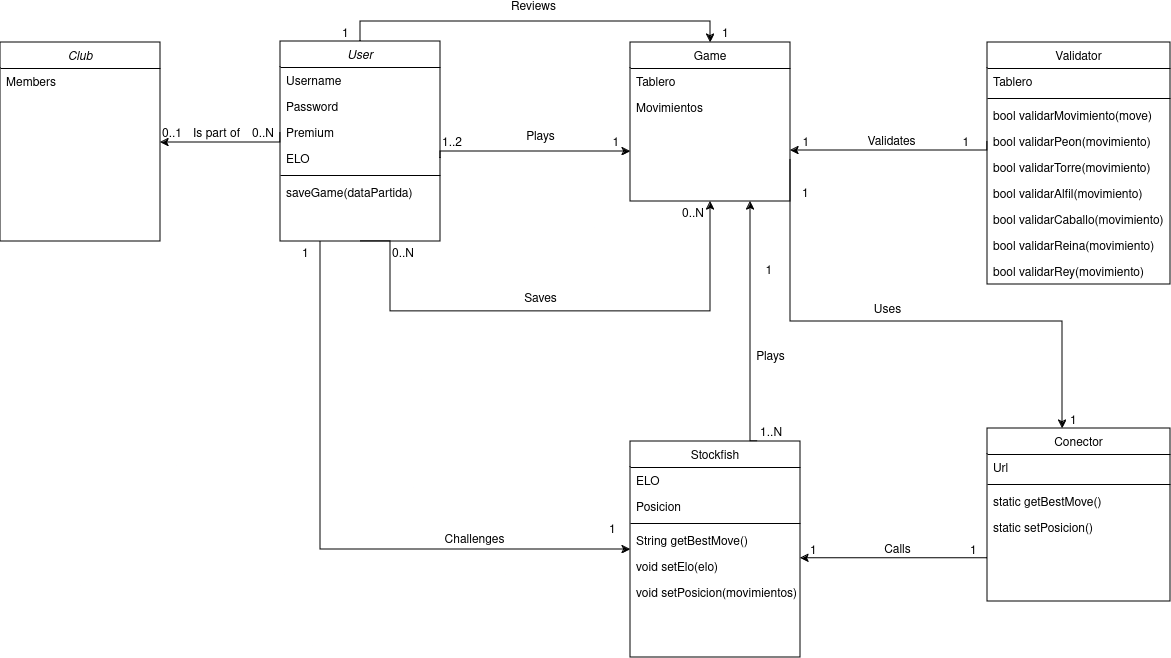 Reviews
1
1
Club
Members
User
Username
Password
Premium
ELO
saveGame(dataPartida)
Game
Tablero
Movimientos
Validator
Tablero
bool validarMovimiento(move)
bool validarPeon(movimiento)
bool validarTorre(movimiento)
bool validarAlfil(movimiento)
bool validarCaballo(movimiento)
bool validarReina(movimiento)
bool validarRey(movimiento)
0..1 Is part of 0..N
1..2 Plays 1
1 Validates 1
1
0..N
1
0..N
Saves
1
Uses
Plays
1..N
1
Stockfish
ELO
Posicion
String getBestMove()
void setElo(elo)
void setPosicion(movimientos)
Conector
Url
static getBestMove()
static setPosicion()
1
Challenges
1 Calls 1